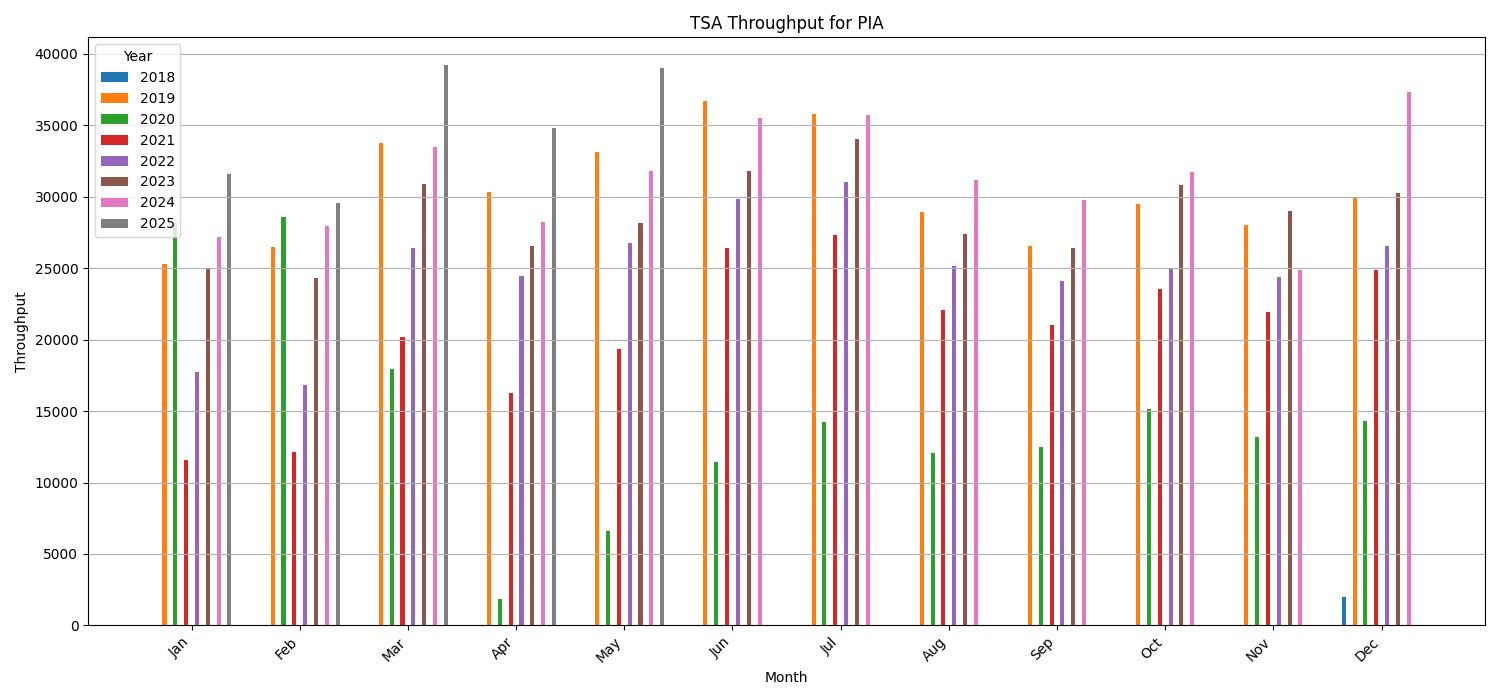 TSA Throughput for PIA
Year
2018
2019
2020
2021
2022
2023
2024
2025
40000
35000
30000
25000
20000
15000
10000
5000
0
Throughput
Jan
Feb
Mar
Apr
May
Jun
Jul
Aug
Sep
Oct
Nov
Dec
Month